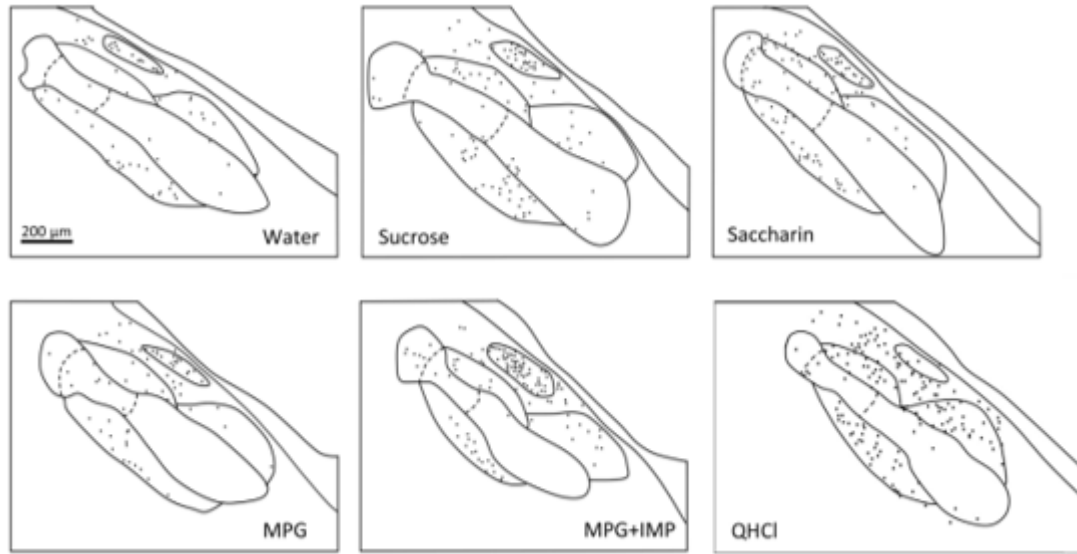 200 μm
Water
Sucrose
Saccharin
MPG
MPG+IMP
QHCl